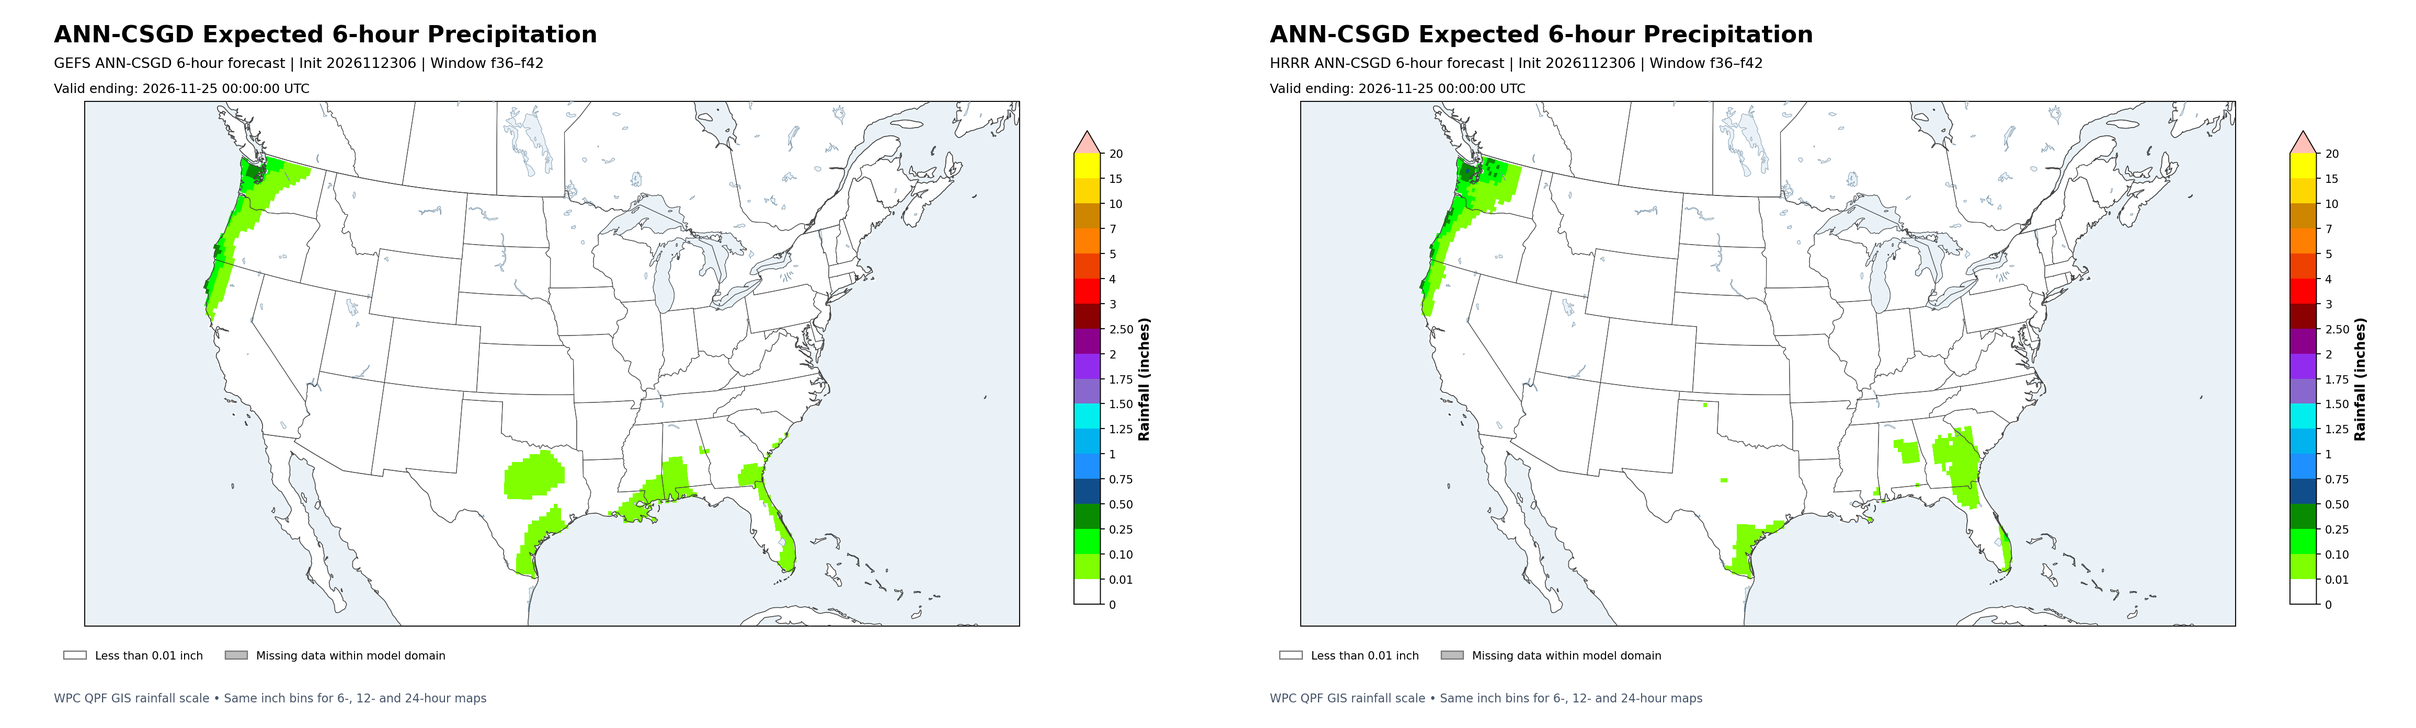 ANN-CSGD Expected 6-hour Precipitation
GEFS ANN-CSGD 6-hour forecast | Init 2026112306 | Window f36–f42
Valid ending: 2026-11-25 00:00:00 UTC
20
15
10
7
5
4
3
2.50
2
1.75
1.50
1.25
1
0.75
0.50
0.25
0.10
0.01
0
Rainfall (inches)
Less than 0.01 inch
Missing data within model domain
WPC QPF GIS rainfall scale • Same inch bins for 6-, 12- and 24-hour maps
ANN-CSGD Expected 6-hour Precipitation
HRRR ANN-CSGD 6-hour forecast | Init 2026112306 | Window f36–f42
Valid ending: 2026-11-25 00:00:00 UTC
20
15
10
7
5
4
3
2.50
2
1.75
1.50
1.25
1
0.75
0.50
0.25
0.10
0.01
0
Rainfall (inches)
Less than 0.01 inch
Missing data within model domain
WPC QPF GIS rainfall scale • Same inch bins for 6-, 12- and 24-hour maps